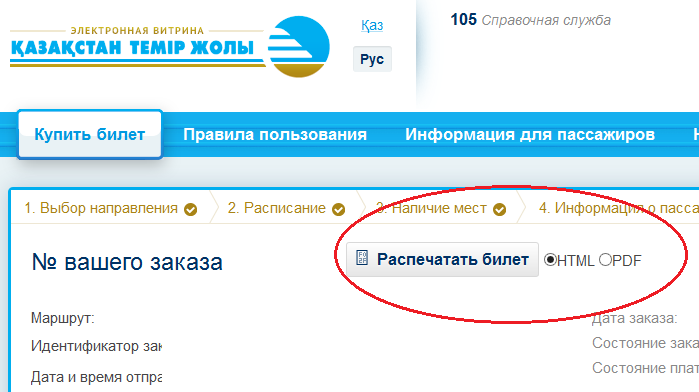 ЭЛЕКТРОННАЯ ВИТРИНА
ҚАЗАҚСТАН ТЕМІР ЖОЛЫ
Қаз
Рус
105 Справочная служба
Купить билет Правила пользования Информация для пассажиров
1. Выбор направления 2. Расписание 3. Наличие мест 4. Информация о пасса
№ вашего заказа
Распечатать билет HTML PDF
Маршрут:
Дата заказа:
Идентификатор зак
Состояние зака
Дата и время отпра
Состояние плат